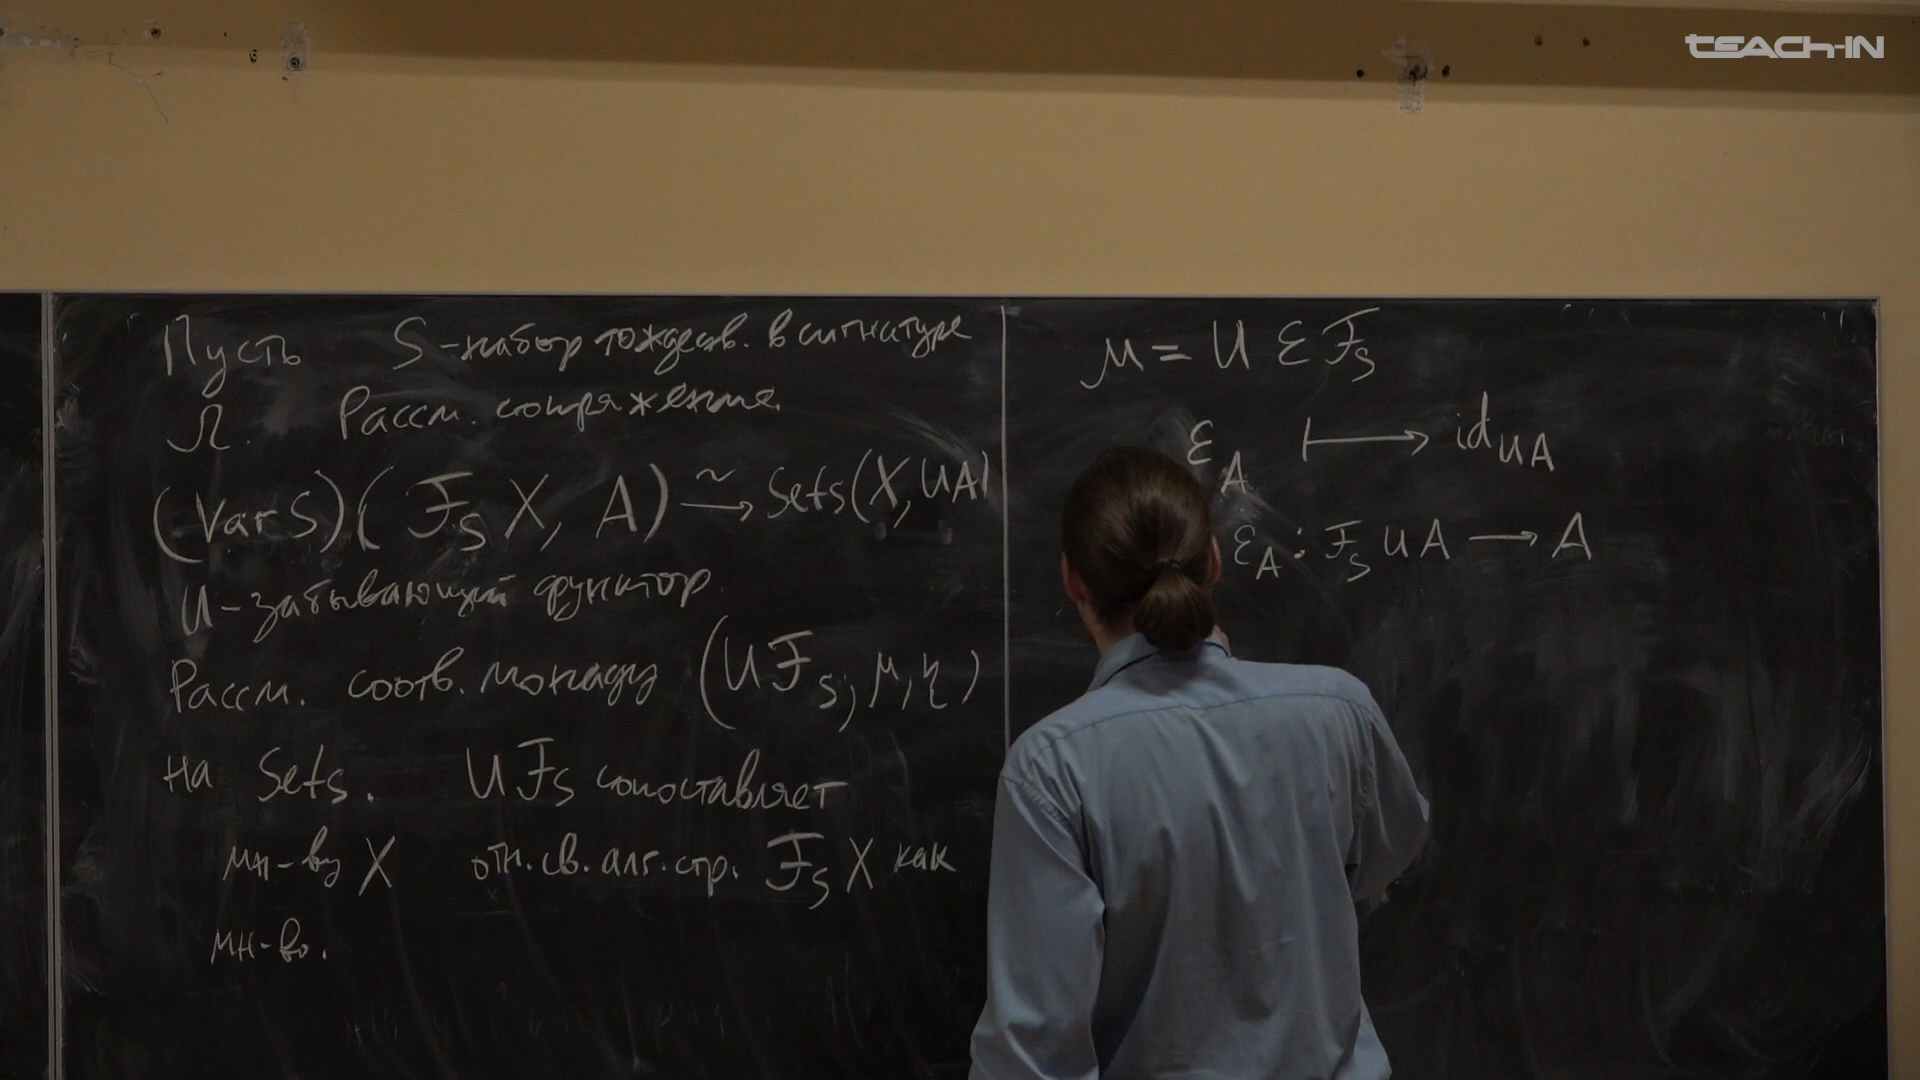 teach-in
Пусть S-набор тождеств. в сигнатуре
Ω. Рассм. сопряжение.
(Var S)(F_S X, A) ⥲ Sets(X, UA)
U-забывающий функтор.
Рассм. соотв. монаду (UF_S, μ, η)
на Sets. UF_S сопоставляет
мн-ву X отн. св. алг. стр. F_S X как
мн-во.
μ = U ε F_S
ε_A ⟼ id_UA
ε_A : F_S UA → A